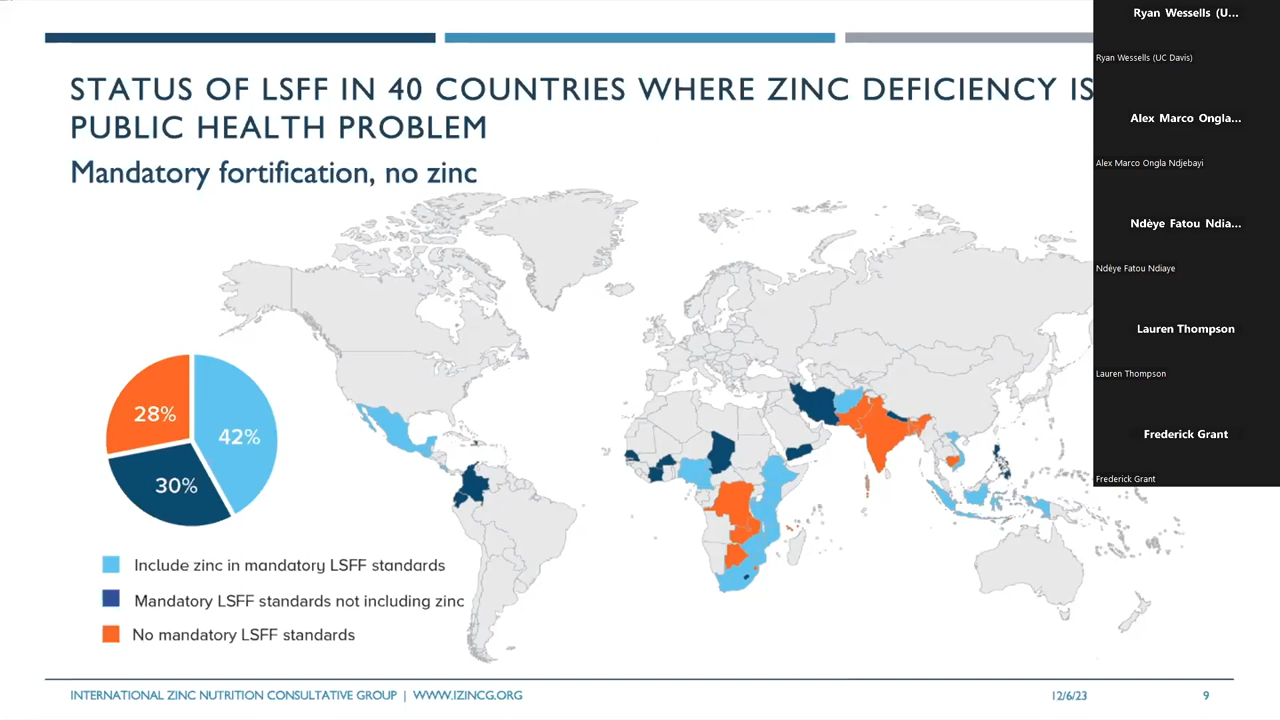 STATUS OF LSFF IN 40 COUNTRIES WHERE ZINC DEFICIENCY IS
PUBLIC HEALTH PROBLEM
Mandatory fortification, no zinc
28%
42%
30%
Include zinc in mandatory LSFF standards
Mandatory LSFF standards not including zinc
No mandatory LSFF standards
INTERNATIONAL ZINC NUTRITION CONSULTATIVE GROUP | WWW.IZINCG.ORG
12/6/23
9
Ryan Wessells (U...
Ryan Wessells (UC Davis)
Alex Marco Ongla...
Alex Marco Ongla Ndjebayi
Ndèye Fatou Ndia...
Ndèye Fatou Ndiaye
Lauren Thompson
Lauren Thompson
Frederick Grant
Frederick Grant